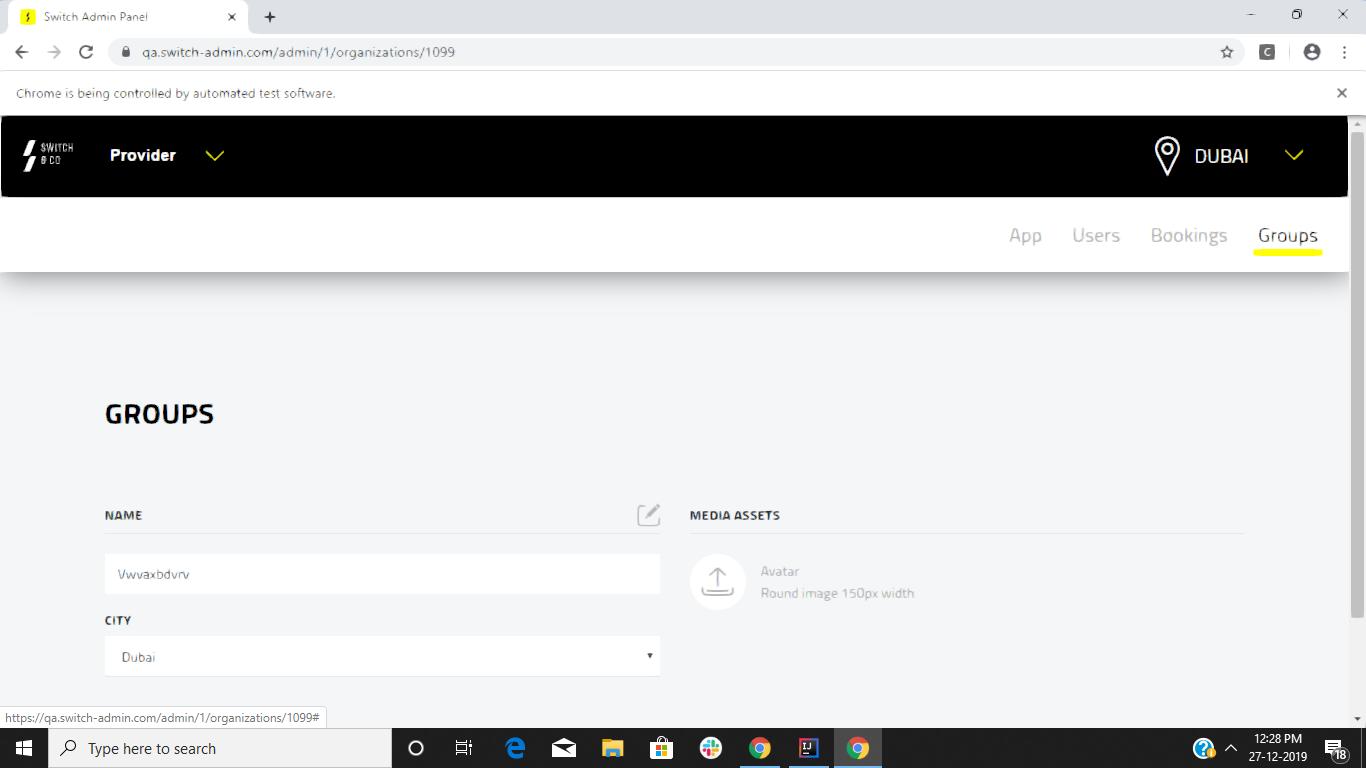 Switch Admin Panel
qa.switch-admin.com/admin/1/organizations/1099
C
Chrome is being controlled by automated test software.
SWITCH
& CO
Provider
DUBAI
App Users Bookings Groups
GROUPS
NAME
MEDIA ASSETS
Vwvaxbdvrv
Avatar
Round image 150px width
CITY
Dubai
https://qa.switch-admin.com/admin/1/organizations/1099#
Type here to search
IJ
12:28 PM
27-12-2019
18